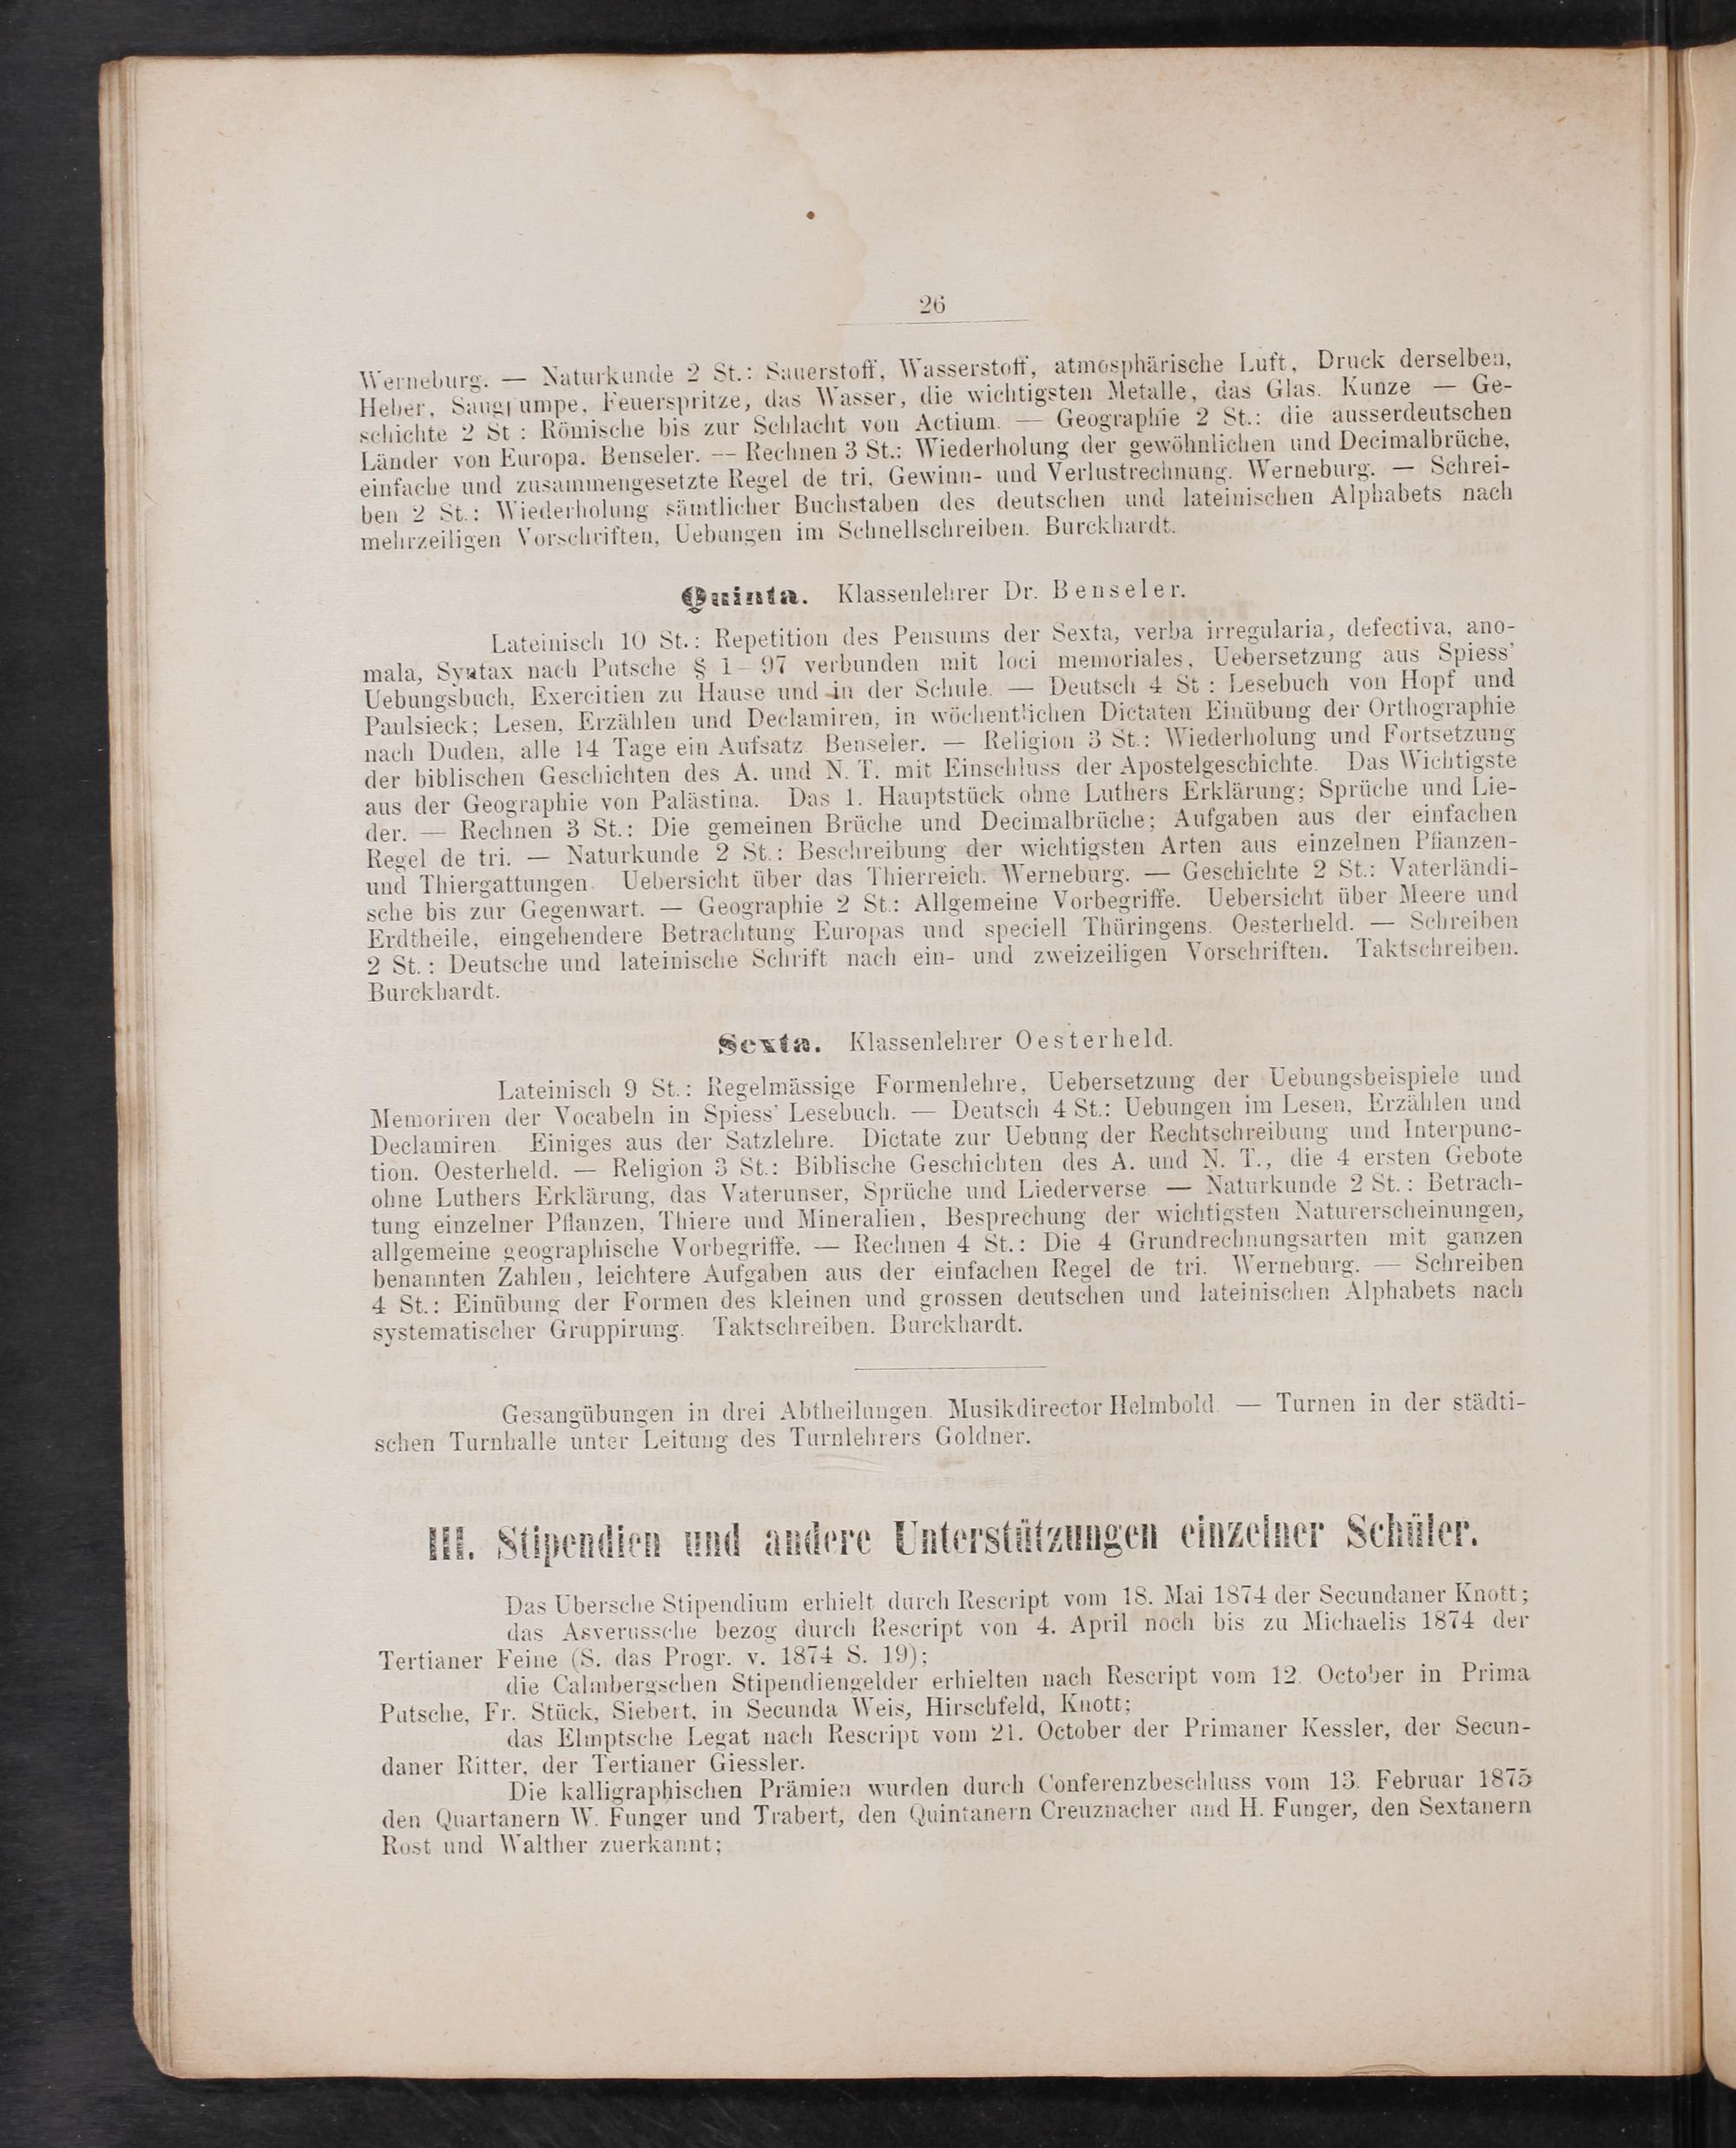 26
Werneburg. — Naturkunde 2 St.: Sauerstoff, Wasserstoff, atmosphärische Luft, Druck derselben,
Heber, Saugpumpe, Feuerspritze, das Wasser, die wichtigsten Metalle, das Glas. Kunze — Ge-
schichte 2 St : Römische bis zur Schlacht von Actium. — Geographie 2 St.: die ausserdeutschen
Länder von Europa. Benseler. — Rechnen 3 St.: Wiederholung der gewöhnlichen und Decimalbrüche,
einfache und zusammengesetzte Regel de tri, Gewinn- und Verlustrechnung. Werneburg. — Schrei-
ben 2 St.: Wiederholung sämtlicher Buchstaben des deutschen und lateinischen Alphabets nach
mehrzeiligen Vorschriften, Uebungen im Schnellschreiben. Burckhardt.
Quinta. Klassenlehrer Dr. Benseler.
Lateinisch 10 St.: Repetition des Pensums der Sexta, verba irregularia, defectiva, ano-
mala, Syntax nach Putsche § 1—97 verbunden mit loci memoriales, Uebersetzung aus Spiess'
Uebungsbuch, Exercitien zu Hause und in der Schule. — Deutsch 4 St : Lesebuch von Hopf und
Paulsieck; Lesen, Erzählen und Declamiren, in wöchentlichen Dictaten Einübung der Orthographie
nach Duden, alle 14 Tage ein Aufsatz. Benseler. — Religion 3 St.: Wiederholung und Fortsetzung
der biblischen Geschichten des A. und N. T. mit Einschluss der Apostelgeschichte. Das Wichtigste
aus der Geographie von Palästina. Das 1. Hauptstück ohne Luthers Erklärung; Sprüche und Lie-
der. — Rechnen 3 St.: Die gemeinen Brüche und Decimalbrüche; Aufgaben aus der einfachen
Regel de tri. — Naturkunde 2 St.: Beschreibung der wichtigsten Arten aus einzelnen Pflanzen-
und Thiergattungen. Uebersicht über das Thierreich. Werneburg. — Geschichte 2 St.: Vaterländi-
sche bis zur Gegenwart. — Geographie 2 St.: Allgemeine Vorbegriffe. Uebersicht über Meere und
Erdtheile, eingehendere Betrachtung Europas und speciell Thüringens. Oesterheld. — Schreiben
2 St.: Deutsche und lateinische Schrift nach ein- und zweizeiligen Vorschriften. Taktschreiben.
Burckhardt.
Sexta. Klassenlehrer Oesterheld.
Lateinisch 9 St.: Regelmässige Formenlehre, Uebersetzung der Uebungsbeispiele und
Memoriren der Vocabeln in Spiess' Lesebuch. — Deutsch 4 St.: Uebungen im Lesen, Erzählen und
Declamiren. Einiges aus der Satzlehre. Dictate zur Uebung der Rechtschreibung und Interpunc-
tion. Oesterheld. — Religion 3 St.: Biblische Geschichten des A. und N. T., die 4 ersten Gebote
ohne Luthers Erklärung, das Vaterunser, Sprüche und Liederverse. — Naturkunde 2 St.: Betrach-
tung einzelner Pflanzen, Thiere und Mineralien, Besprechung der wichtigsten Naturerscheinungen,
allgemeine geographische Vorbegriffe. — Rechnen 4 St.: Die 4 Grundrechnungsarten mit ganzen
benannten Zahlen, leichtere Aufgaben aus der einfachen Regel de tri. Werneburg. — Schreiben
4 St.: Einübung der Formen des kleinen und grossen deutschen und lateinischen Alphabets nach
systematischer Gruppirung. Taktschreiben. Burckhardt.
Gesangübungen in drei Abtheilungen. Musikdirector Helmbold. — Turnen in der städti-
schen Turnhalle unter Leitung des Turnlehrers Goldner.
III. Stipendien und andere Unterstützungen einzelner Schüler.
Das Ubersche Stipendium erhielt durch Rescript vom 18. Mai 1874 der Secundaner Knott;
das Asverussche bezog durch Rescript von 4. April noch bis zu Michaelis 1874 der
Tertianer Feine (S. das Progr. v. 1874 S. 19);
die Calmbergschen Stipendiengelder erhielten nach Rescript vom 12. October in Prima
Putsche, Fr. Stück, Siebert, in Secunda Weis, Hirschfeld, Knott;
das Elmptsche Legat nach Rescript vom 21. October der Primaner Kessler, der Secun-
daner Ritter, der Tertianer Giessler.
Die kalligraphischen Prämien wurden durch Conferenzbeschluss vom 13. Februar 1875
den Quartanern W. Funger und Trabert, den Quintanern Creuznacher und H. Funger, den Sextanern
Rost und Walther zuerkannt;